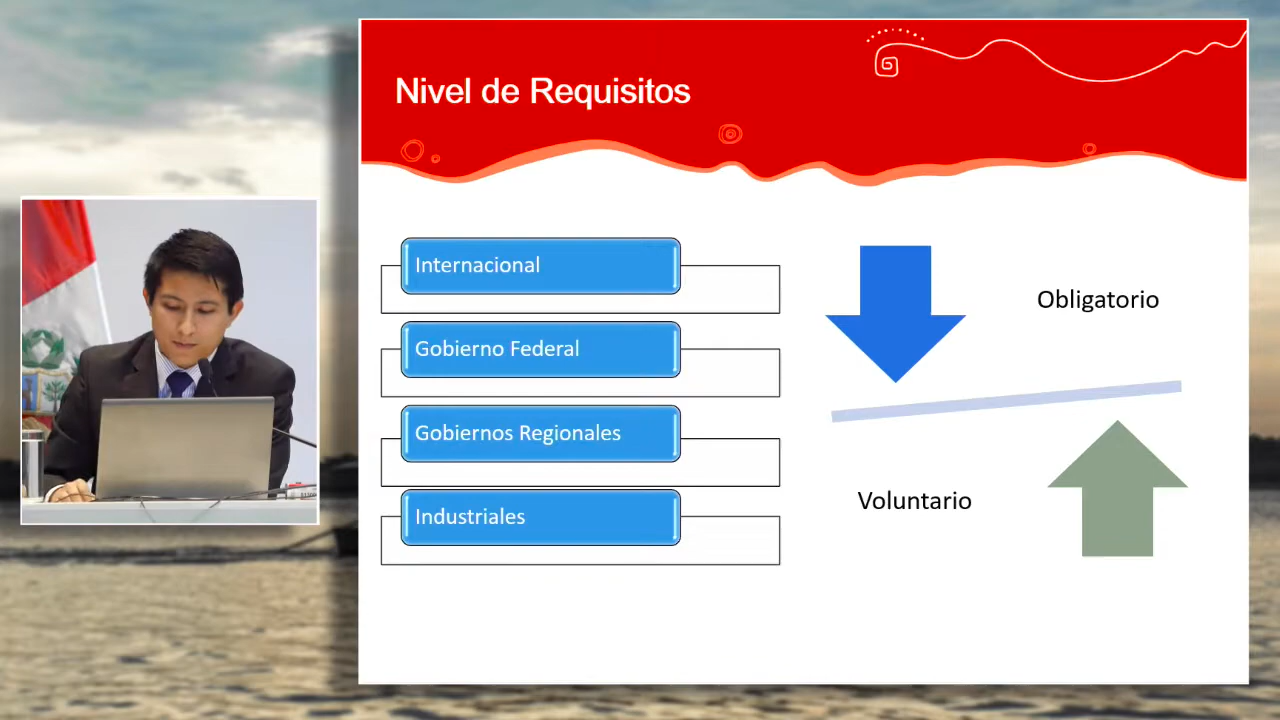 Nivel de Requisitos
Internacional
Gobierno Federal
Gobiernos Regionales
Industriales
Obligatorio
Voluntario